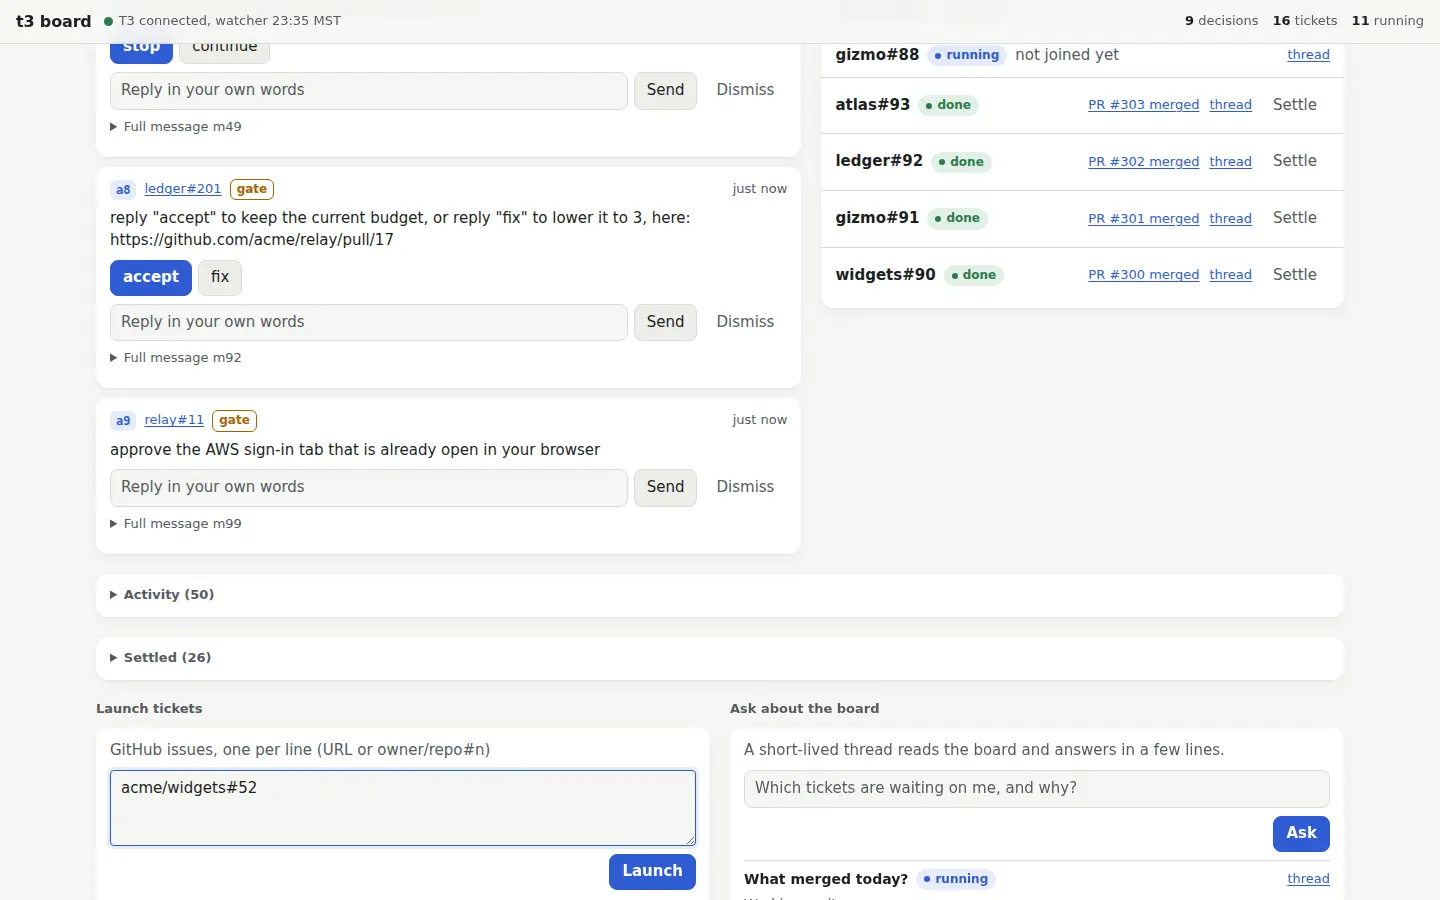 t3 board T3 connected, watcher 23:35 MST 9 decisions 16 tickets 11 running
stop continue
Reply in your own words Send Dismiss
Full message m49
a8 ledger#201 gate just now
reply "accept" to keep the current budget, or reply "fix" to lower it to 3, here:
https://github.com/acme/relay/pull/17
accept fix
Reply in your own words Send Dismiss
Full message m92
a9 relay#11 gate just now
approve the AWS sign-in tab that is already open in your browser
Reply in your own words Send Dismiss
Full message m99
gizmo#88 running not joined yet thread
atlas#93 done PR #303 merged thread Settle
ledger#92 done PR #302 merged thread Settle
gizmo#91 done PR #301 merged thread Settle
widgets#90 done PR #300 merged thread Settle
Activity (50)
Settled (26)
Launch tickets
GitHub issues, one per line (URL or owner/repo#n)
acme/widgets#52
Launch
Ask about the board
A short-lived thread reads the board and answers in a few lines.
Which tickets are waiting on me, and why?
Ask
What merged today? running thread